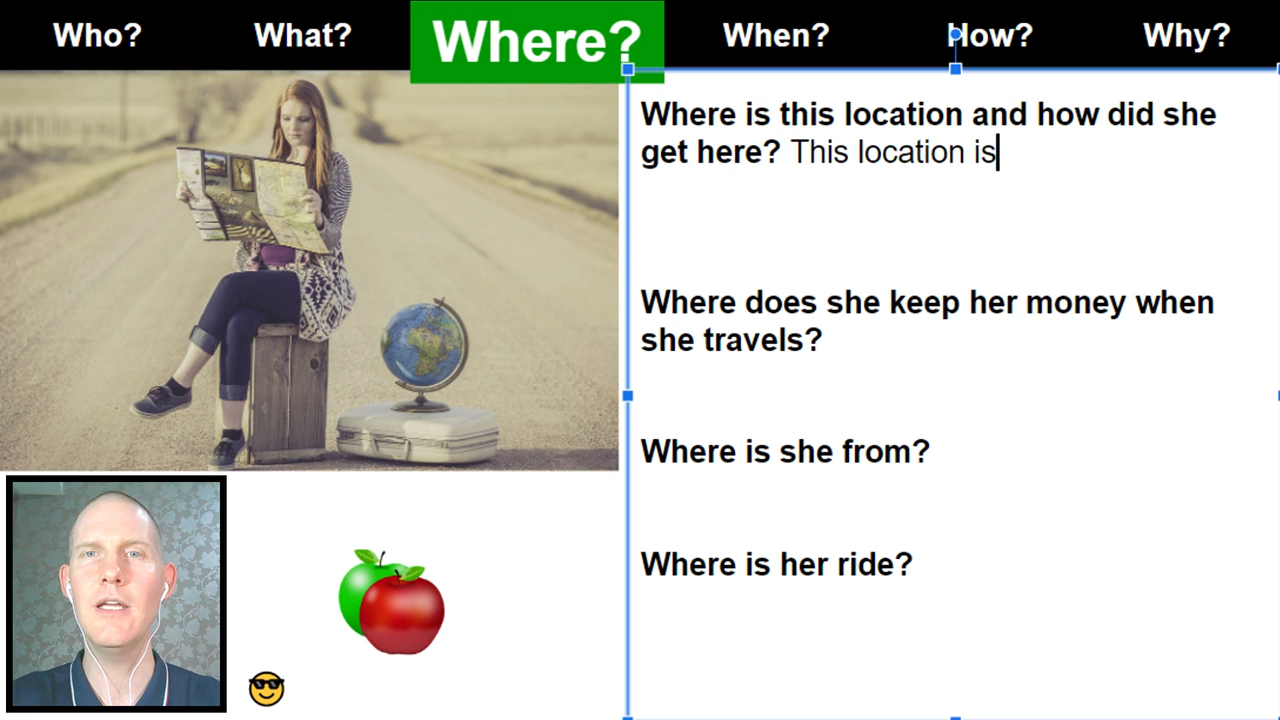 Who? What? Where? When? How? Why?
Where is this location and how did she
get here? This location is
Where does she keep her money when
she travels?
Where is she from?
Where is her ride?